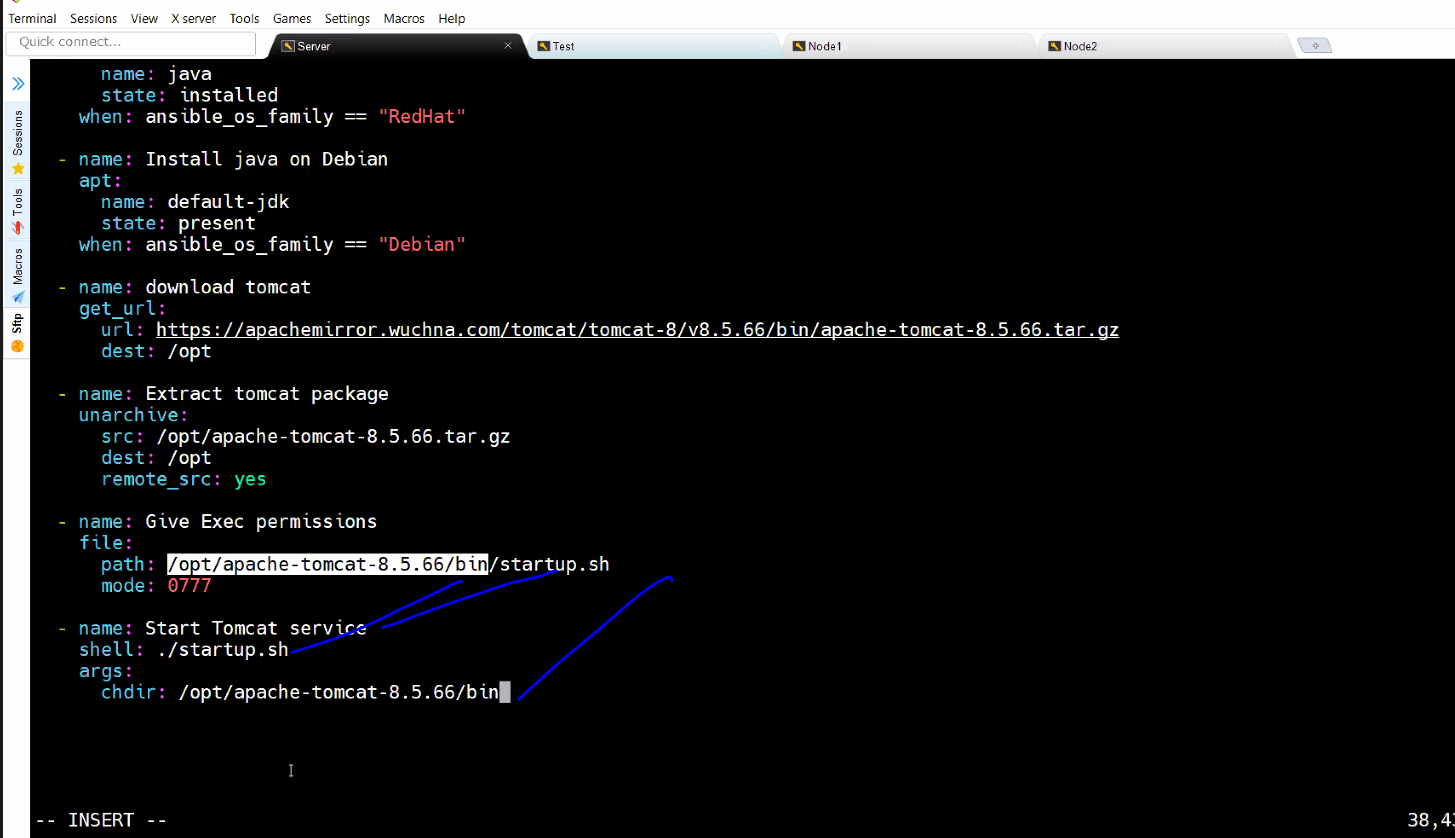 Terminal Sessions View X server Tools Games Settings Macros Help
Quick connect...
Server
Test
Node1
Node2
Sessions
Tools
Macros
Sftp
name: java
state: installed
when: ansible_os_family == "RedHat"
- name: Install java on Debian
apt:
name: default-jdk
state: present
when: ansible_os_family == "Debian"
- name: download tomcat
get_url:
url: https://apachemirror.wuchna.com/tomcat/tomcat-8/v8.5.66/bin/apache-tomcat-8.5.66.tar.gz
dest: /opt
- name: Extract tomcat package
unarchive:
src: /opt/apache-tomcat-8.5.66.tar.gz
dest: /opt
remote_src: yes
- name: Give Exec permissions
file:
path: /opt/apache-tomcat-8.5.66/bin/startup.sh
mode: 0777
- name: Start Tomcat service
shell: ./startup.sh
args:
chdir: /opt/apache-tomcat-8.5.66/bin
-- INSERT --